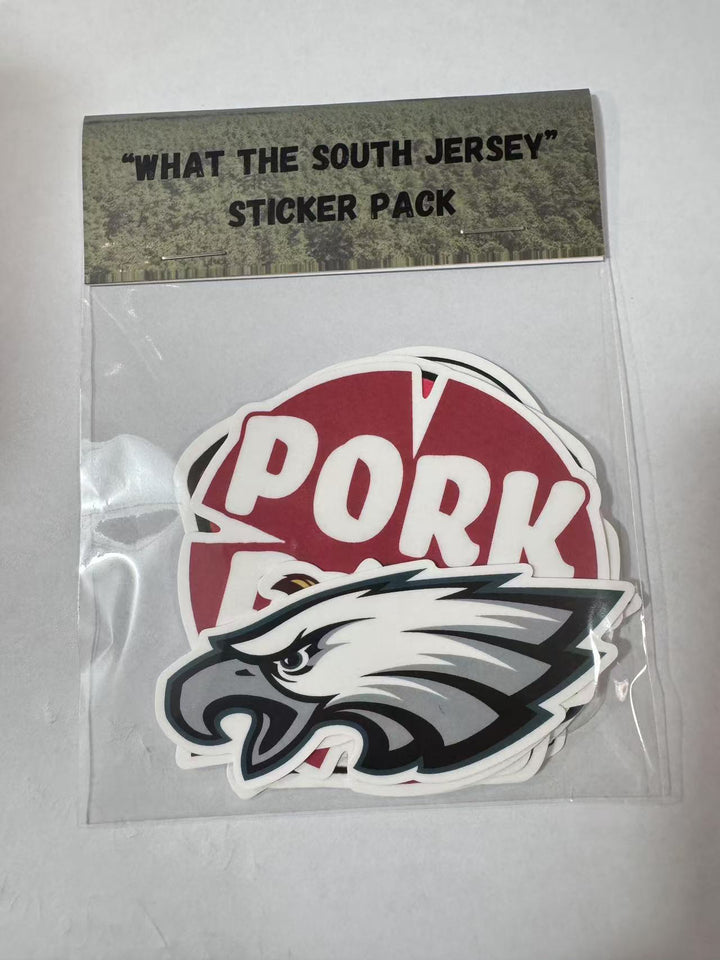 “WHAT THE SOUTH JERSEY”
STICKER PACK
PORK